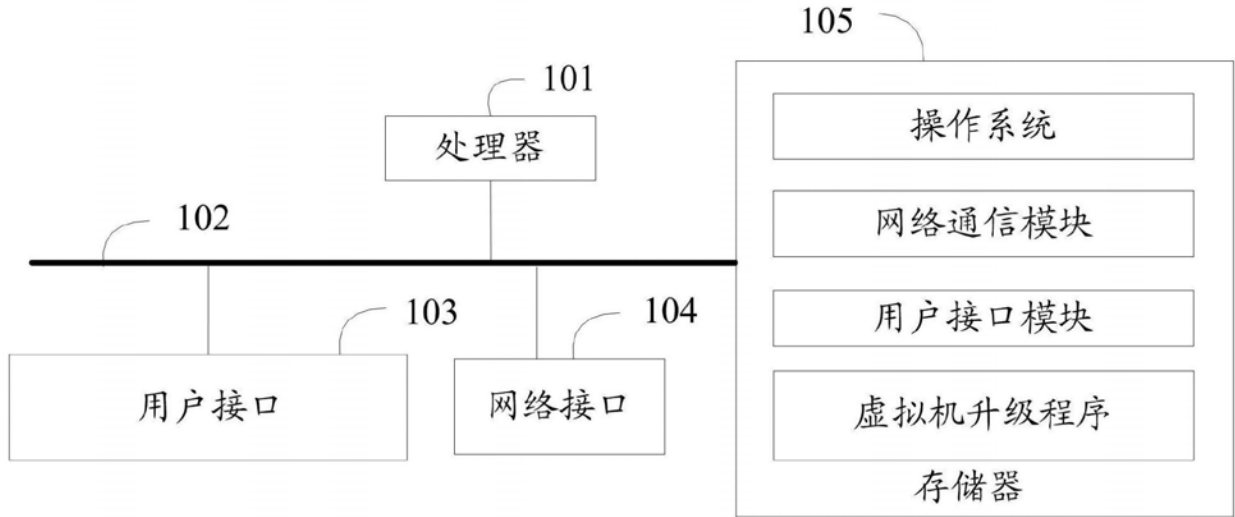 105
101
操作系统
处理器
102
网络通信模块
103
104
用户接口模块
用户接口
网络接口
虚拟机升级程序
存储器